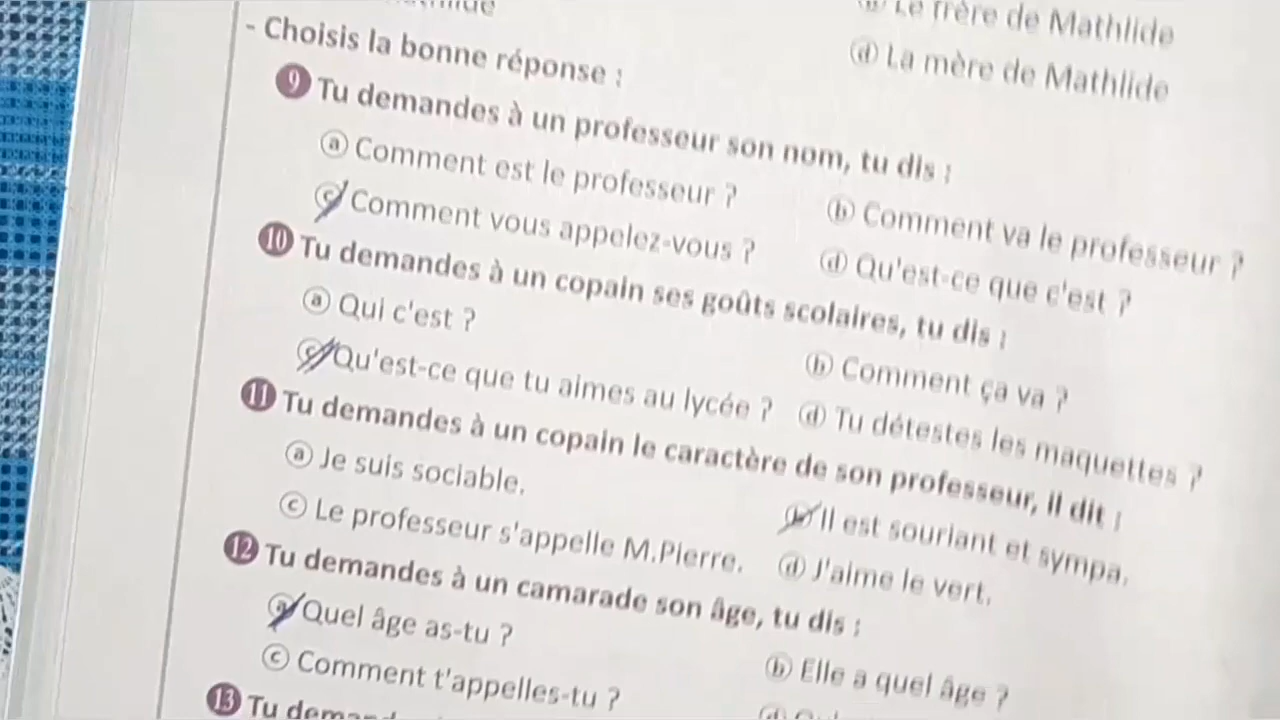 Le frère de Mathlide
- Choisis la bonne réponse :
ⓓ La mère de Mathlide
9 Tu demandes à un professeur son nom, tu dis :
ⓐ Comment est le professeur ?
ⓑ Comment va le professeur ?
ⓒ Comment vous appelez-vous ?
ⓓ Qu'est-ce que c'est ?
10 Tu demandes à un copain ses goûts scolaires, tu dis :
ⓐ Qui c'est ?
ⓑ Comment ça va ?
ⓒ Qu'est-ce que tu aimes au lycée ?
ⓓ Tu détestes les maquettes ?
11 Tu demandes à un copain le caractère de son professeur, il dit :
ⓐ Je suis sociable.
ⓑ Il est souriant et sympa.
ⓒ Le professeur s'appelle M.Pierre.
ⓓ J'aime le vert.
12 Tu demandes à un camarade son âge, tu dis :
ⓐ Quel âge as-tu ?
ⓑ Elle a quel âge ?
ⓒ Comment t'appelles-tu ?
13 Tu